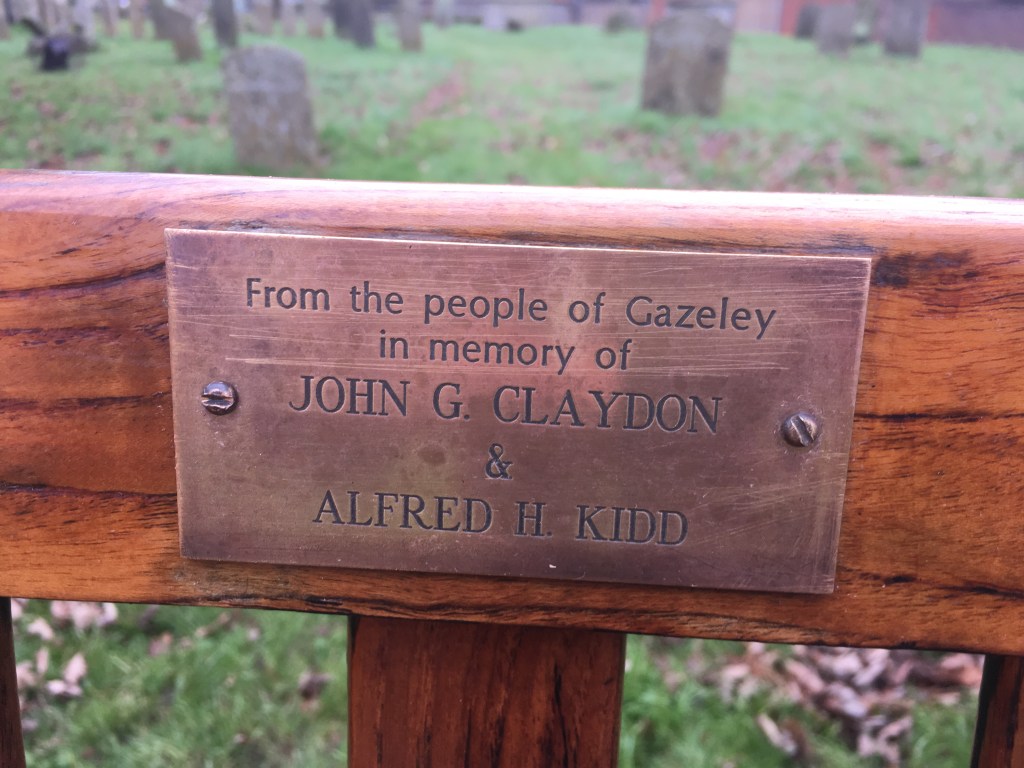 From the people of Gazeley
in memory of
JOHN G. CLAYDON
&
ALFRED H. KIDD